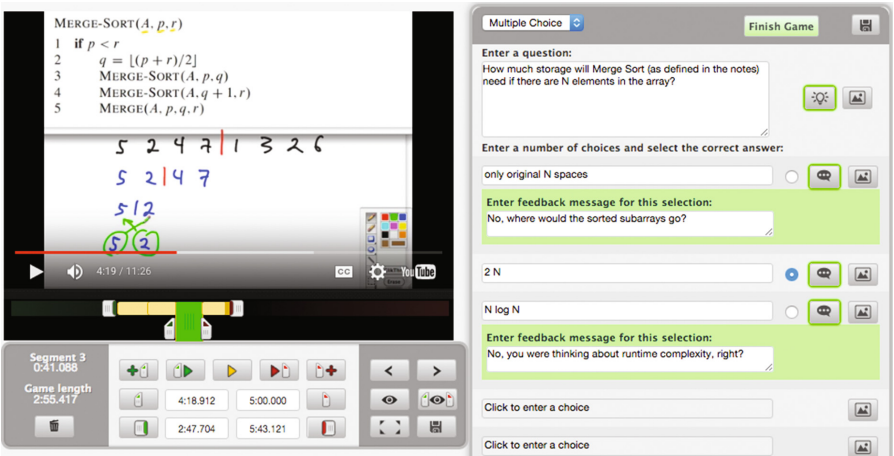 MERGE-SORT(A, p, r)
1 if p < r
2 q = ⌊(p + r)/2⌋
3 MERGE-SORT(A, p, q)
4 MERGE-SORT(A, q + 1, r)
5 MERGE(A, p, q, r)
5 2 4 7 | 1 3 2 6
5 2 | 4 7
5 | 2
5 2
4:19 / 11:26
CC
YouTube
Segment 3
0:41.088
Game length
2:55.417
4:18.912
5:00.000
2:47.704
5:43.121
Multiple Choice
Finish Game
Enter a question:
How much storage will Merge Sort (as defined in the notes)
need if there are N elements in the array?
Enter a number of choices and select the correct answer:
only original N spaces
Enter feedback message for this selection:
No, where would the sorted subarrays go?
2 N
N log N
Enter feedback message for this selection:
No, you were thinking about runtime complexity, right?
Click to enter a choice
Click to enter a choice